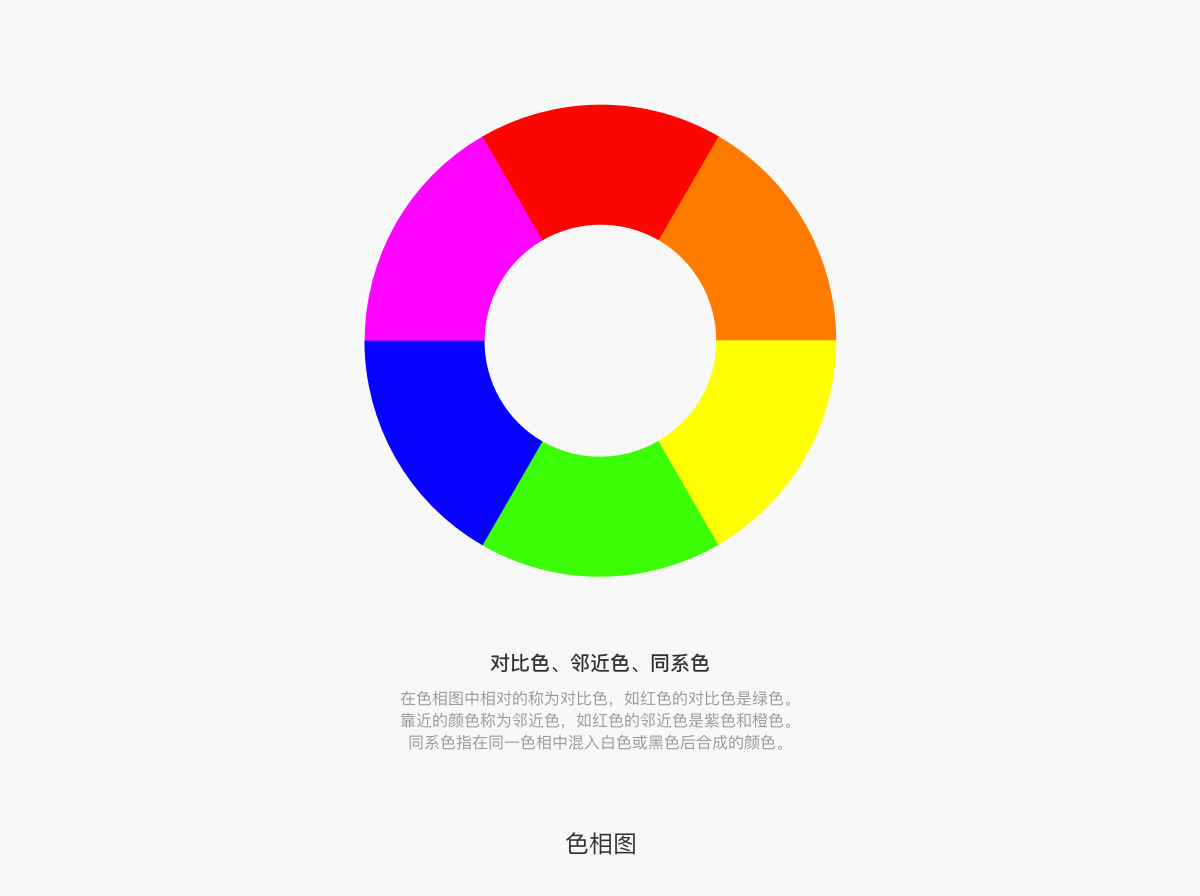 对比色、邻近色、同系色
在色相图中相对的称为对比色，如红色的对比色是绿色。
靠近的颜色称为邻近色，如红色的邻近色是紫色和橙色。
同系色指在同一色相中混入白色或黑色后合成的颜色。
色相图